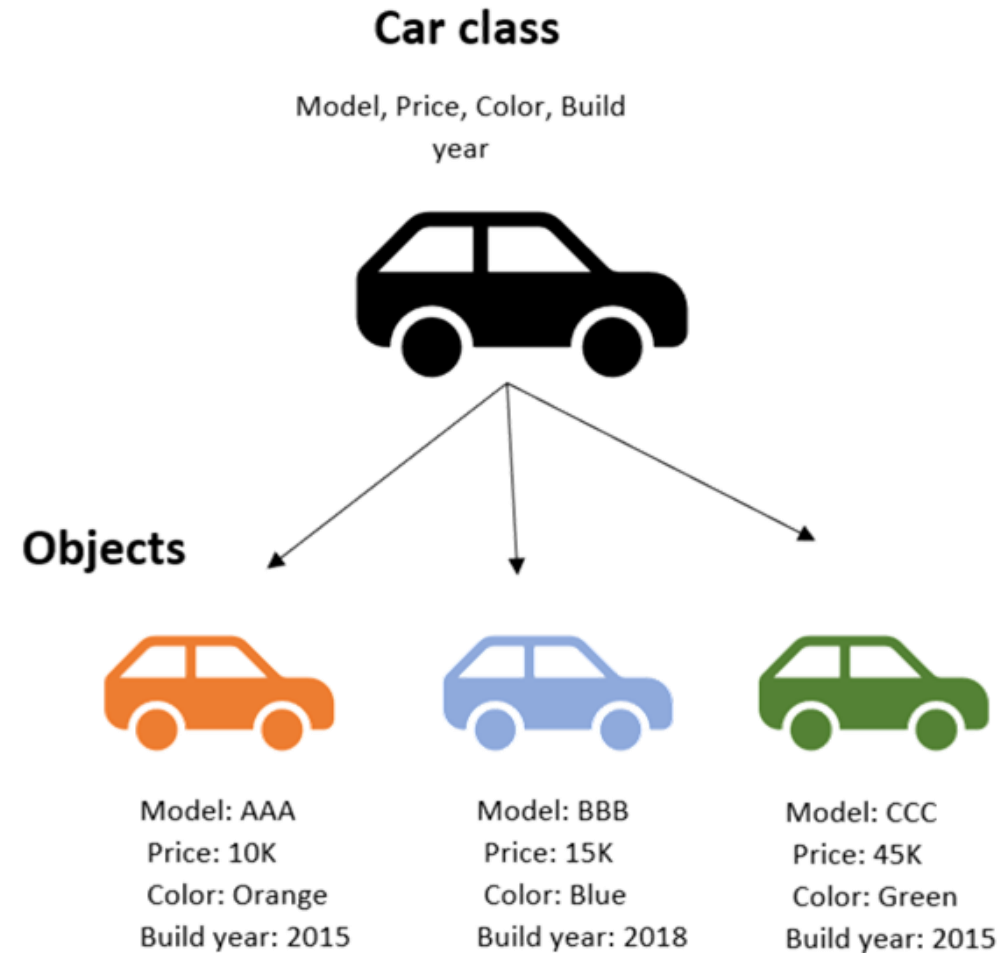 Car class
Model, Price, Color, Build
year
Objects
Model: AAA
Price: 10K
Color: Orange
Build year: 2015
Model: BBB
Price: 15K
Color: Blue
Build year: 2018
Model: CCC
Price: 45K
Color: Green
Build year: 2015